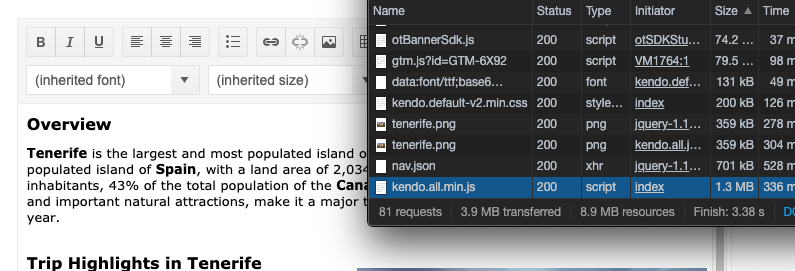 B I U
(inherited font) (inherited size)
Overview
Tenerife is the largest and most populated island o
populated island of Spain, with a land area of 2,034
inhabitants, 43% of the total population of the Cana
and important natural attractions, make it a major t
year.
Trip Highlights in Tenerife
Name Status Type Initiator Size Time
otBannerSdk.js 200 script otSDKStu... 74.2 ... 37 m
gtm.js?id=GTM-6X92 200 script VM1764:1 79.5 ... 98 m
data:font/ttf;base6... 200 font kendo.def... 131 kB 49 m
kendo.default-v2.min.css 200 style... index 200 kB 126 m
tenerife.png 200 png jquery-1.1... 359 kB 278 m
tenerife.png 200 png kendo.all.j... 359 kB 304 m
nav.json 200 xhr jquery-1.1... 701 kB 528 m
kendo.all.min.js 200 script index 1.3 MB 336 m
81 requests 3.9 MB transferred 8.9 MB resources Finish: 3.38 s DO